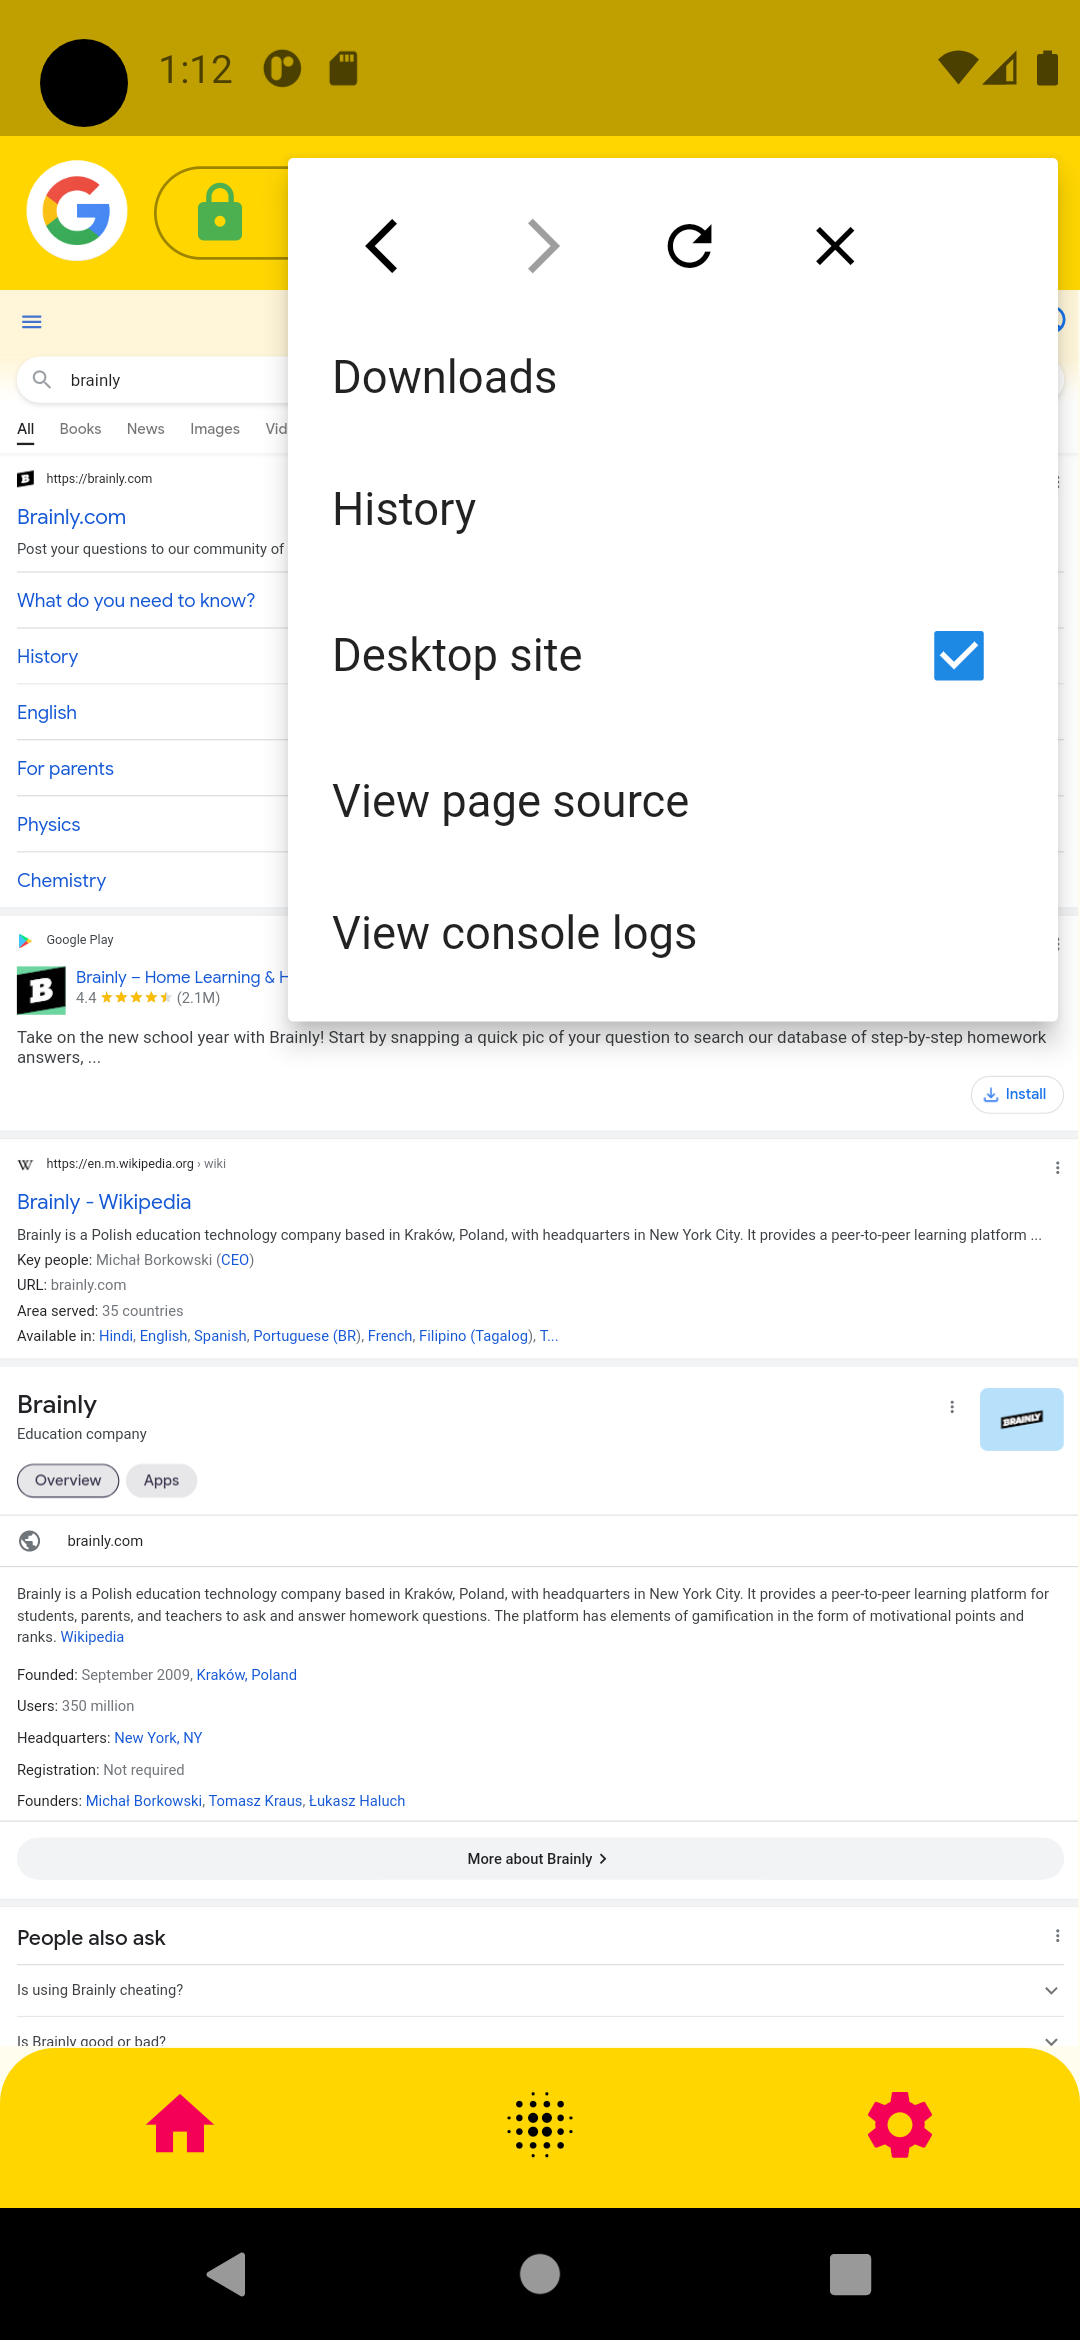 1:12
Downloads
History
Desktop site
View page source
View console logs
brainly
All Books News Images Vid
https://brainly.com
Brainly.com
Post your questions to our community of
What do you need to know?
History
English
For parents
Physics
Chemistry
Google Play
Brainly – Home Learning & H
4.4 (2.1M)
Take on the new school year with Brainly! Start by snapping a quick pic of your question to search our database of step-by-step homework
answers, ...
Install
https://en.m.wikipedia.org › wiki
Brainly - Wikipedia
Brainly is a Polish education technology company based in Kraków, Poland, with headquarters in New York City. It provides a peer-to-peer learning platform ...
Key people: Michał Borkowski (CEO)
URL: brainly.com
Area served: 35 countries
Available in: Hindi, English, Spanish, Portuguese (BR), French, Filipino (Tagalog), T...
Brainly
BRAINLY
Education company
Overview Apps
brainly.com
Brainly is a Polish education technology company based in Kraków, Poland, with headquarters in New York City. It provides a peer-to-peer learning platform for
students, parents, and teachers to ask and answer homework questions. The platform has elements of gamification in the form of motivational points and
ranks. Wikipedia
Founded: September 2009, Kraków, Poland
Users: 350 million
Headquarters: New York, NY
Registration: Not required
Founders: Michał Borkowski, Tomasz Kraus, Łukasz Haluch
More about Brainly
People also ask
Is using Brainly cheating?
Is Brainly good or bad?